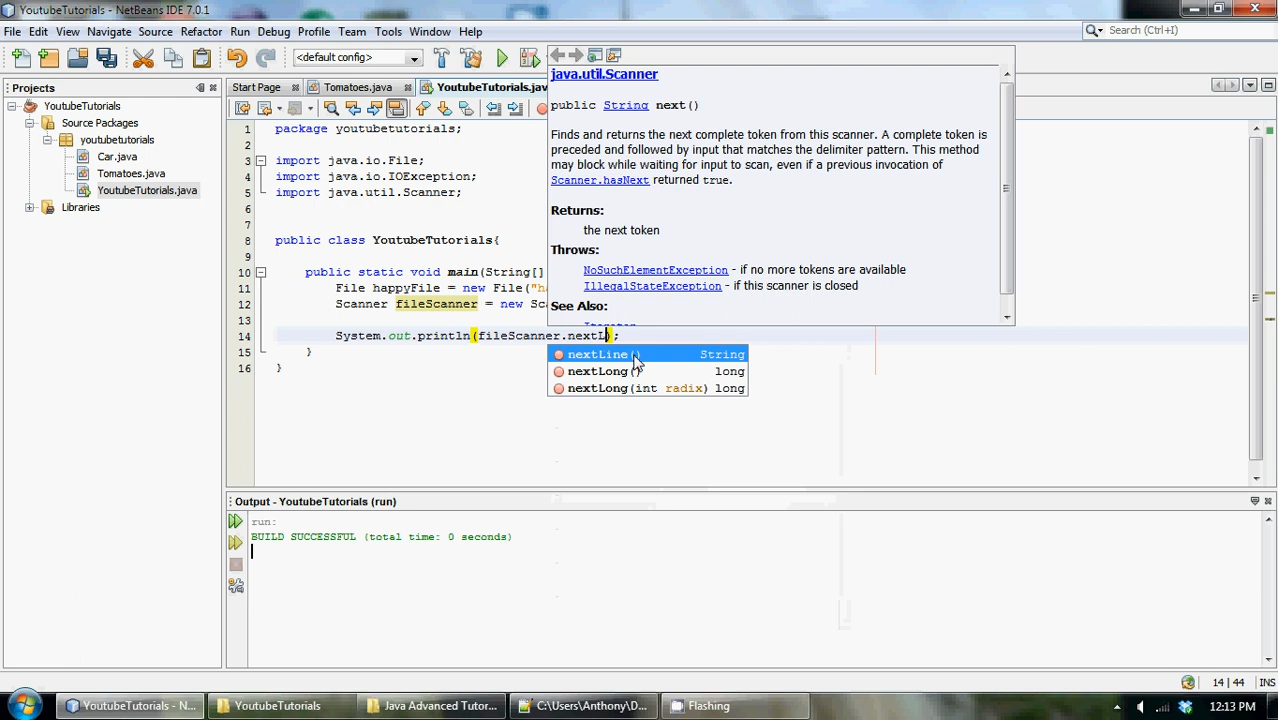 YoutubeTutorials - NetBeans IDE 7.0.1
File Edit View Navigate Source Refactor Run Debug Profile Team Tools Window Help
Search (Ctrl+I)
<default config>
Projects
YoutubeTutorials
Source Packages
youtubetutorials
Car.java
Tomatoes.java
YoutubeTutorials.java
Libraries
Start Page Tomatoes.java YoutubeTutorials.jav
1 package youtubetutorials;
2
3 import java.io.File;
4 import java.io.IOException;
5 import java.util.Scanner;
6
7
8 public class YoutubeTutorials{
9
10 public static void main(String[]
11 File happyFile = new File("h
12 Scanner fileScanner = new Sc
13
14 System.out.println(fileScanner.nextL);
15 }
16 }
java.util.Scanner
public String next()
Finds and returns the next complete token from this scanner. A complete token is
preceded and followed by input that matches the delimiter pattern. This method
may block while waiting for input to scan, even if a previous invocation of
Scanner.hasNext returned true.
Returns:
the next token
Throws:
NoSuchElementException - if no more tokens are available
IllegalStateException - if this scanner is closed
See Also:
Iterator
nextLine() String
nextLong() long
nextLong(int radix) long
Output - YoutubeTutorials (run)
run:
BUILD SUCCESSFUL (total time: 0 seconds)
14 | 44 INS
YoutubeTutorials - N...
YoutubeTutorials
Java Advanced Tutor...
C:\Users\Anthony\D...
Flashing
12:13 PM